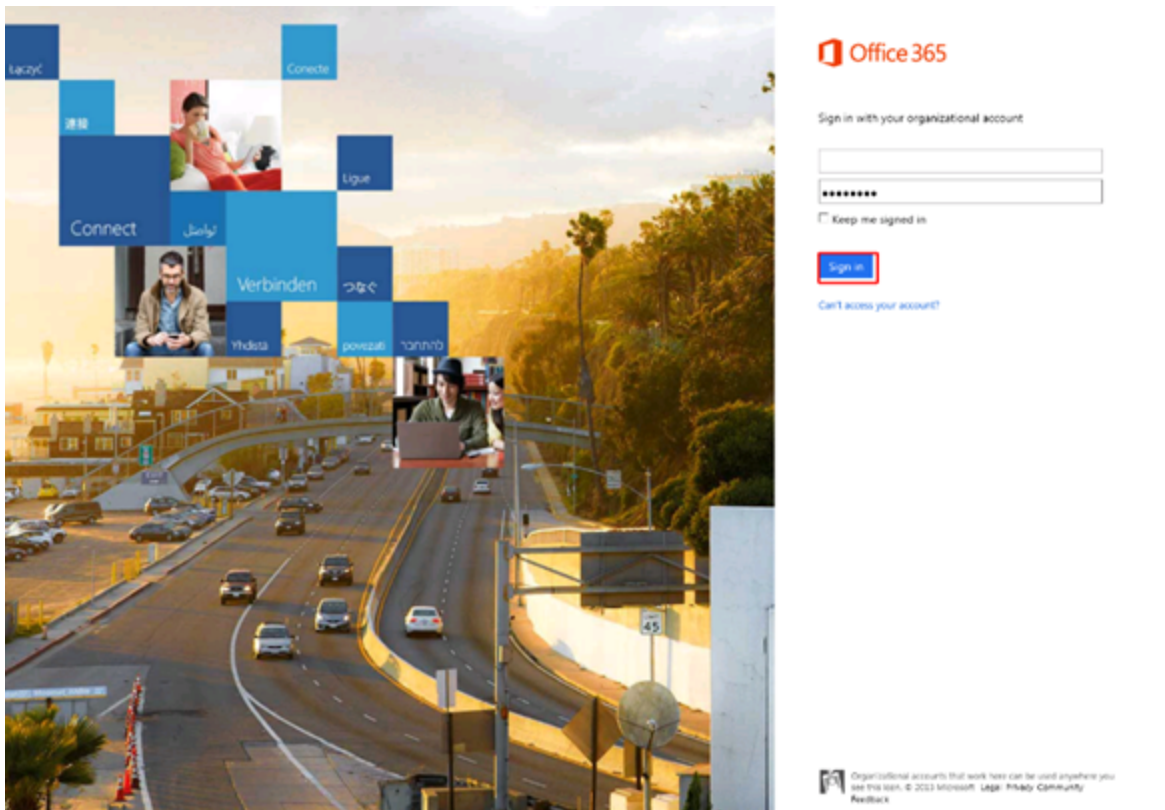 Łączyć
Conecte
連接
Ligue
Connect
تواصل
Verbinden
つなぐ
Yhdistä
povezati
להתחבר
45
Office 365
Sign in with your organizational account
Keep me signed in
Sign in
Can't access your account?
Organizational accounts that work here can be used anywhere you
see this icon. © 2013 Microsoft Legal Privacy Community
Feedback